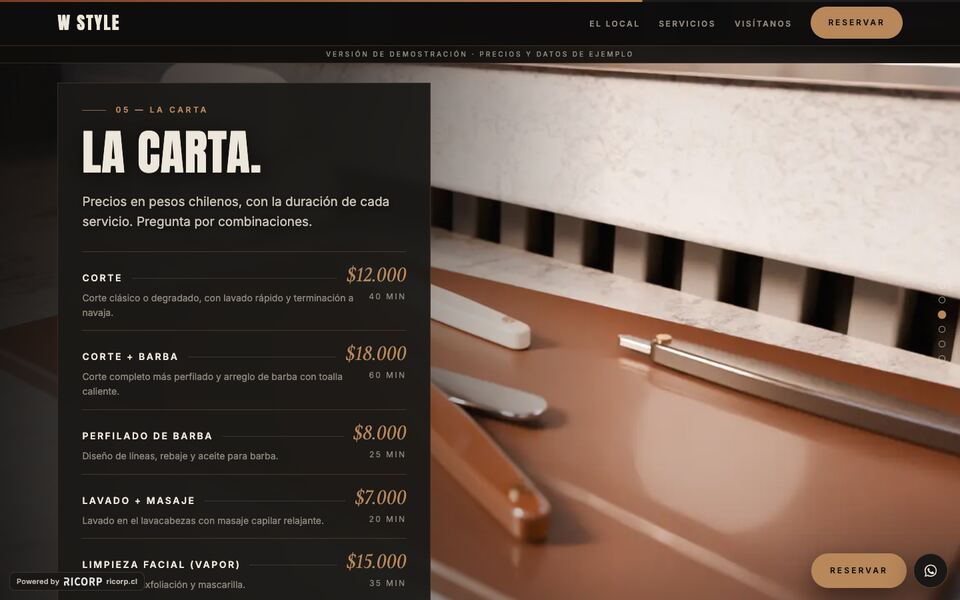 W STYLE
EL LOCAL
SERVICIOS
VISÍTANOS
RESERVAR
VERSIÓN DE DEMOSTRACIÓN · PRECIOS Y DATOS DE EJEMPLO
05 — LA CARTA
LA CARTA.
Precios en pesos chilenos, con la duración de cada
servicio. Pregunta por combinaciones.
CORTE $12.000
Corte clásico o degradado, con lavado rápido y terminación a 40 MIN
navaja.
CORTE + BARBA $18.000
Corte completo más perfilado y arreglo de barba con toalla 60 MIN
caliente.
PERFILADO DE BARBA $8.000
Diseño de líneas, rebaje y aceite para barba. 25 MIN
LAVADO + MASAJE $7.000
Lavado en el lavacabezas con masaje capilar relajante. 20 MIN
LIMPIEZA FACIAL (VAPOR) $15.000
xfoliación y mascarilla. 35 MIN
Powered by RICORP ricorp.cl
RESERVAR